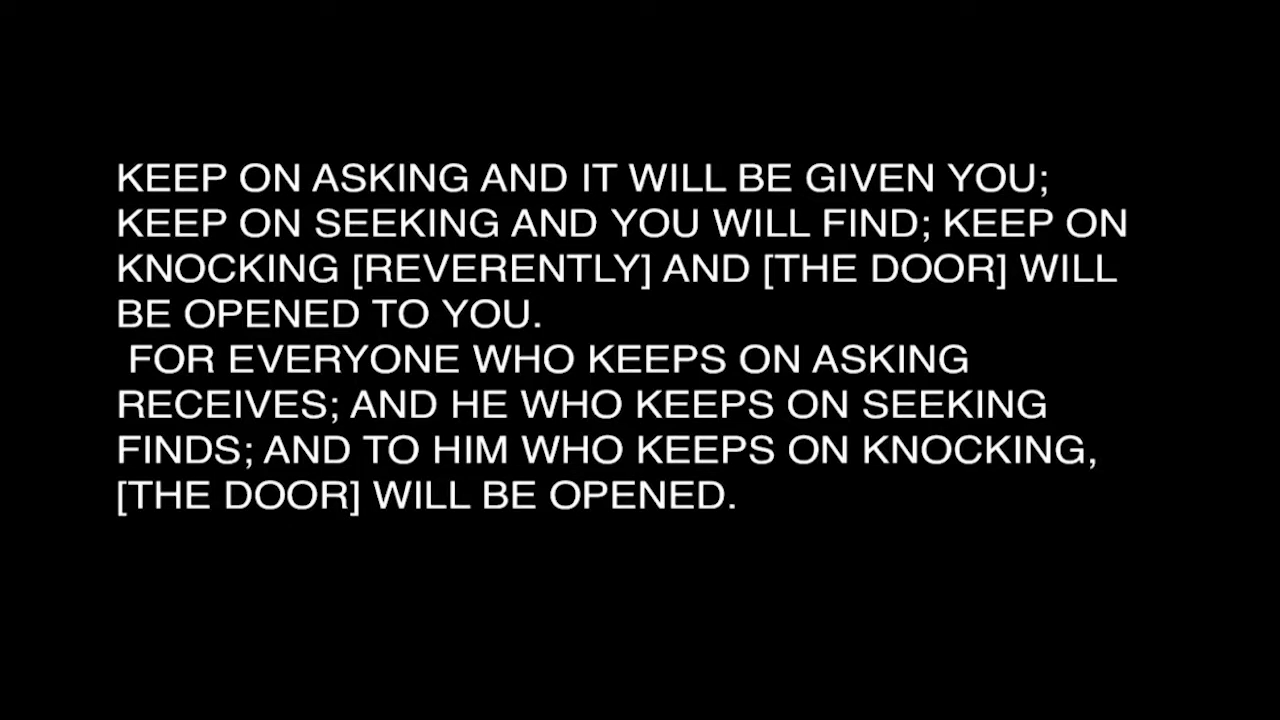 KEEP ON ASKING AND IT WILL BE GIVEN YOU;
KEEP ON SEEKING AND YOU WILL FIND; KEEP ON
KNOCKING [REVERENTLY] AND [THE DOOR] WILL
BE OPENED TO YOU.
FOR EVERYONE WHO KEEPS ON ASKING
RECEIVES; AND HE WHO KEEPS ON SEEKING
FINDS; AND TO HIM WHO KEEPS ON KNOCKING,
[THE DOOR] WILL BE OPENED.